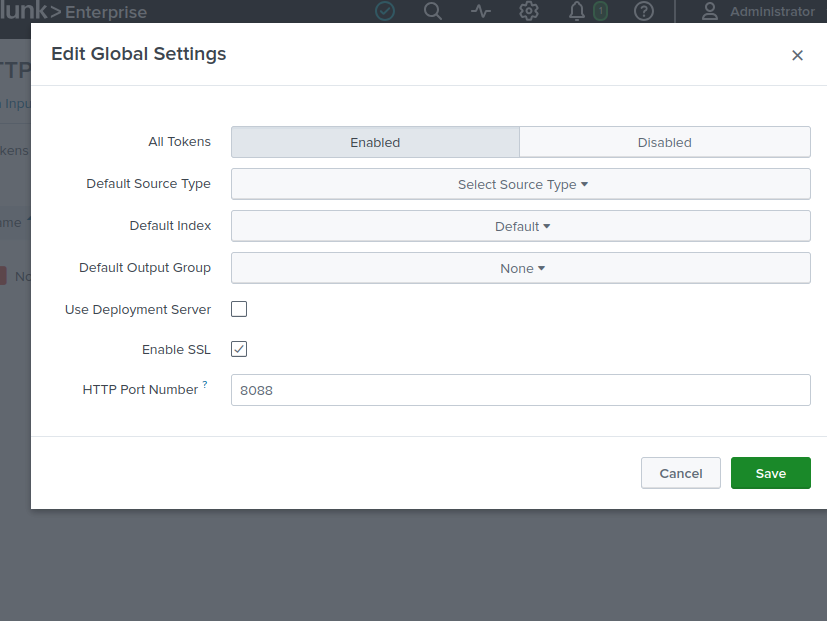 lunk>Enterprise
1
?
Administrator
Edit Global Settings
TTP
Inpu
kens
ame
No
All Tokens
Enabled
Disabled
Default Source Type
Select Source Type
Default Index
Default
Default Output Group
None
Use Deployment Server
Enable SSL
HTTP Port Number ?
8088
Cancel
Save